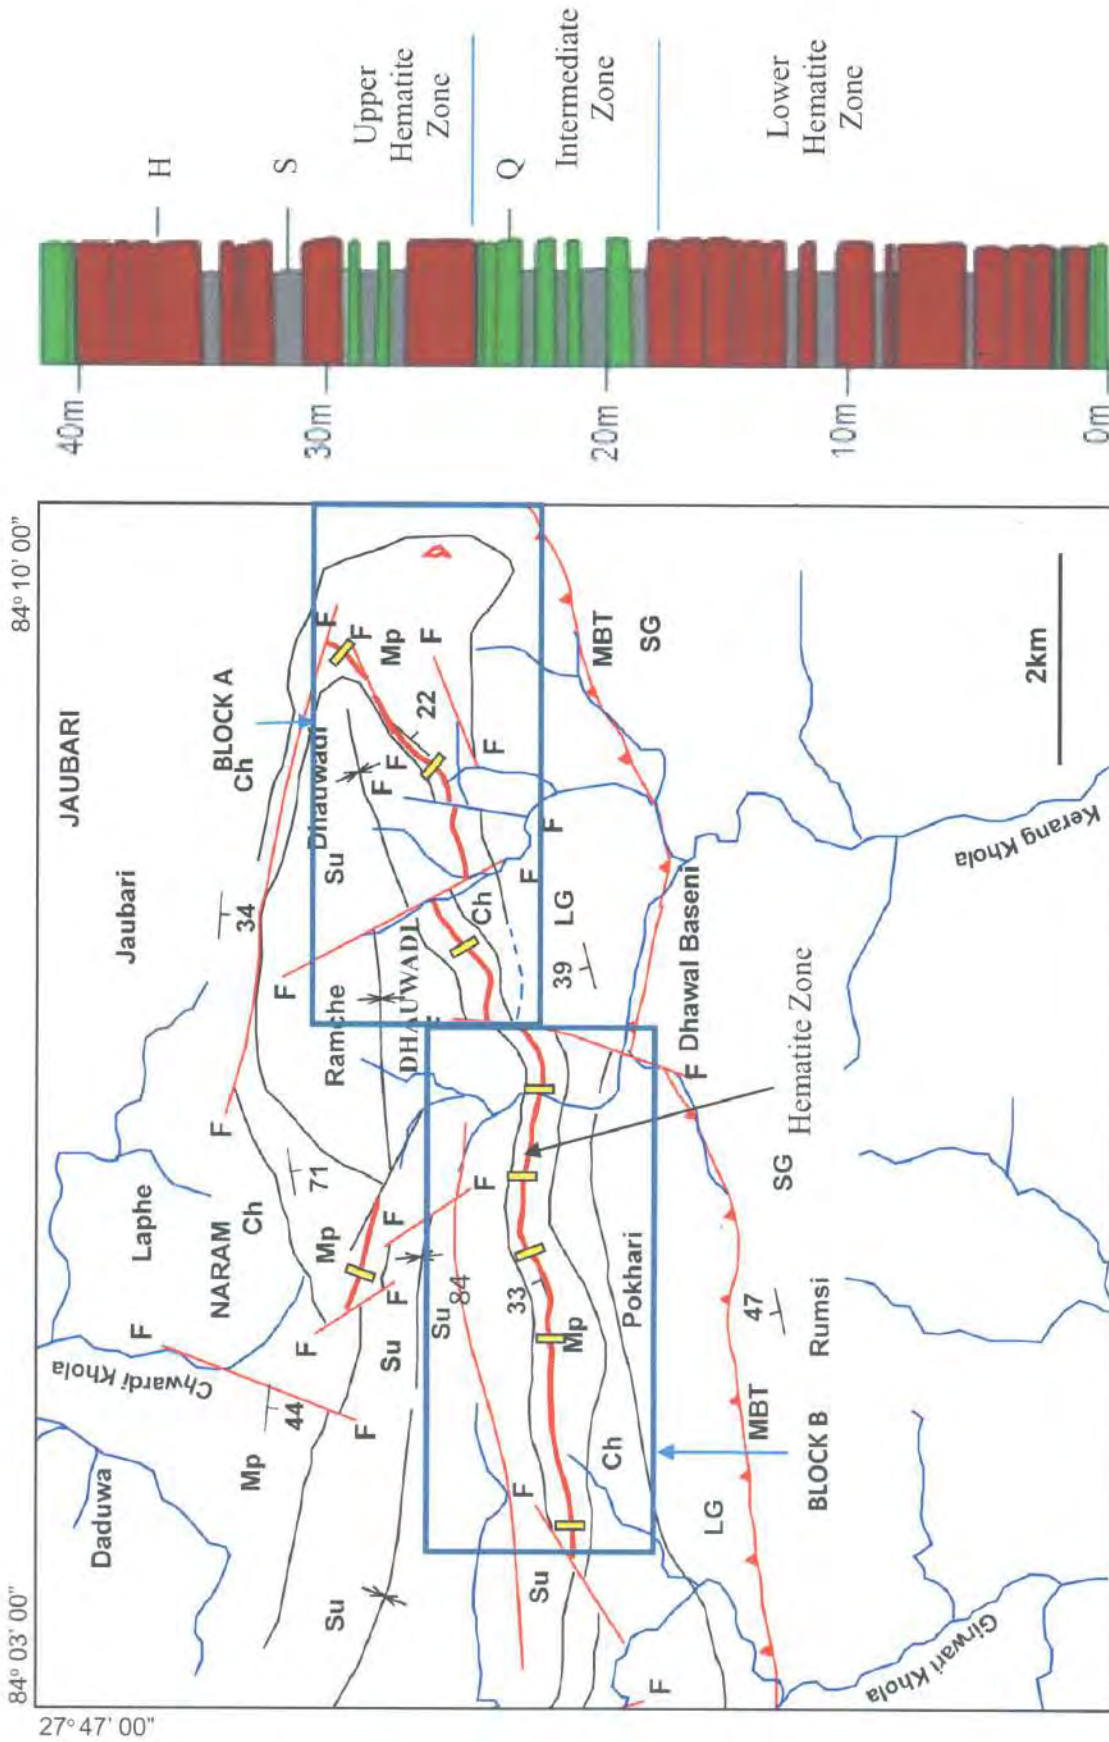 84° 03' 00"
84° 10' 00"
27° 47' 00"
JAUBARI
Jaubari
Laphe
Daduwa
NARAM
Ch
BLOCK A
Ch
34
F
F
F
Chwardi Khola
44
F
Mp
Mp
71
Ramche
DHAUWADI
Dhauwadi
Su
F
F
F
F
Mp
22
F
F
F
F
F
F
F
F
Su
Su
Su
84
33
Mp
F
Su
Ch
Ch
LG
39
Pokhari
MBT
SG
F
Dhawal Baseni
Hematite Zone
SG
47
Rumsi
MBT
BLOCK B
LG
F
Girwari Khola
Kerang Khola
2km
40m
30m
20m
10m
0m
H
S
Upper
Hematite
Zone
Q
Intermediate
Zone
Lower
Hematite
Zone